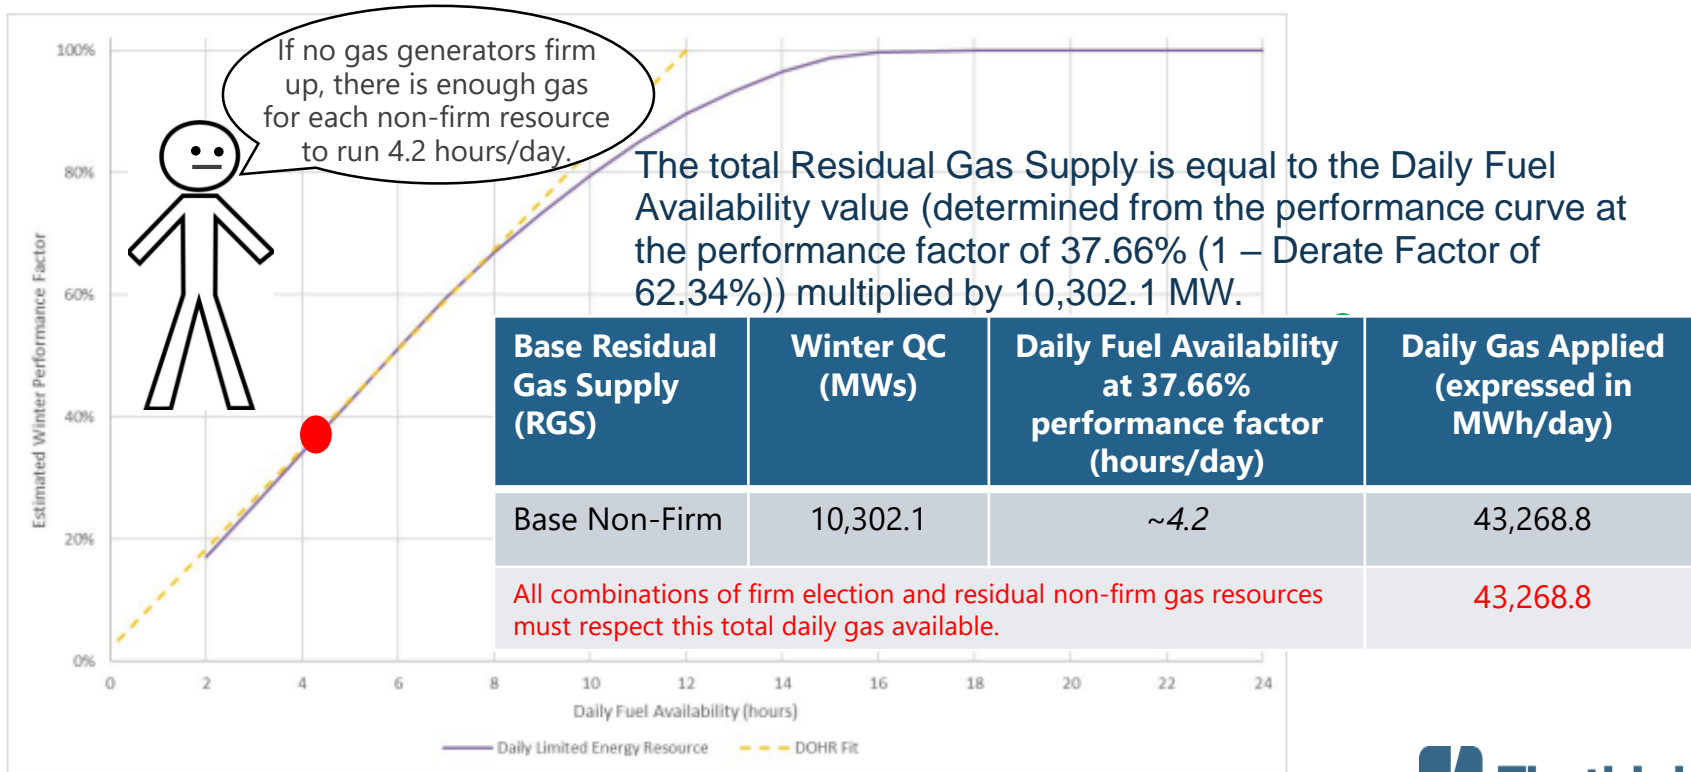 If no gas generators firm
up, there is enough gas
for each non-firm resource
to run 4.2 hours/day.
The total Residual Gas Supply is equal to the Daily Fuel
Availability value (determined from the performance curve at
the performance factor of 37.66% (1 – Derate Factor of
62.34%)) multiplied by 10,302.1 MW.
Estimated Winter Performance Factor
100%
80%
60%
40%
20%
0%
0 2 4 6 8 10 12 14 16 18 20 22 24
Daily Fuel Availability (hours)
Daily Limited Energy Resource DOHR Fit
Base Residual
Gas Supply
(RGS)
Winter QC
(MWs)
Daily Fuel Availability
at 37.66%
performance factor
(hours/day)
Daily Gas Applied
(expressed in
MWh/day)
Base Non-Firm 10,302.1 ~4.2 43,268.8
All combinations of firm election and residual non-firm gas resources
must respect this total daily gas available.
43,268.8